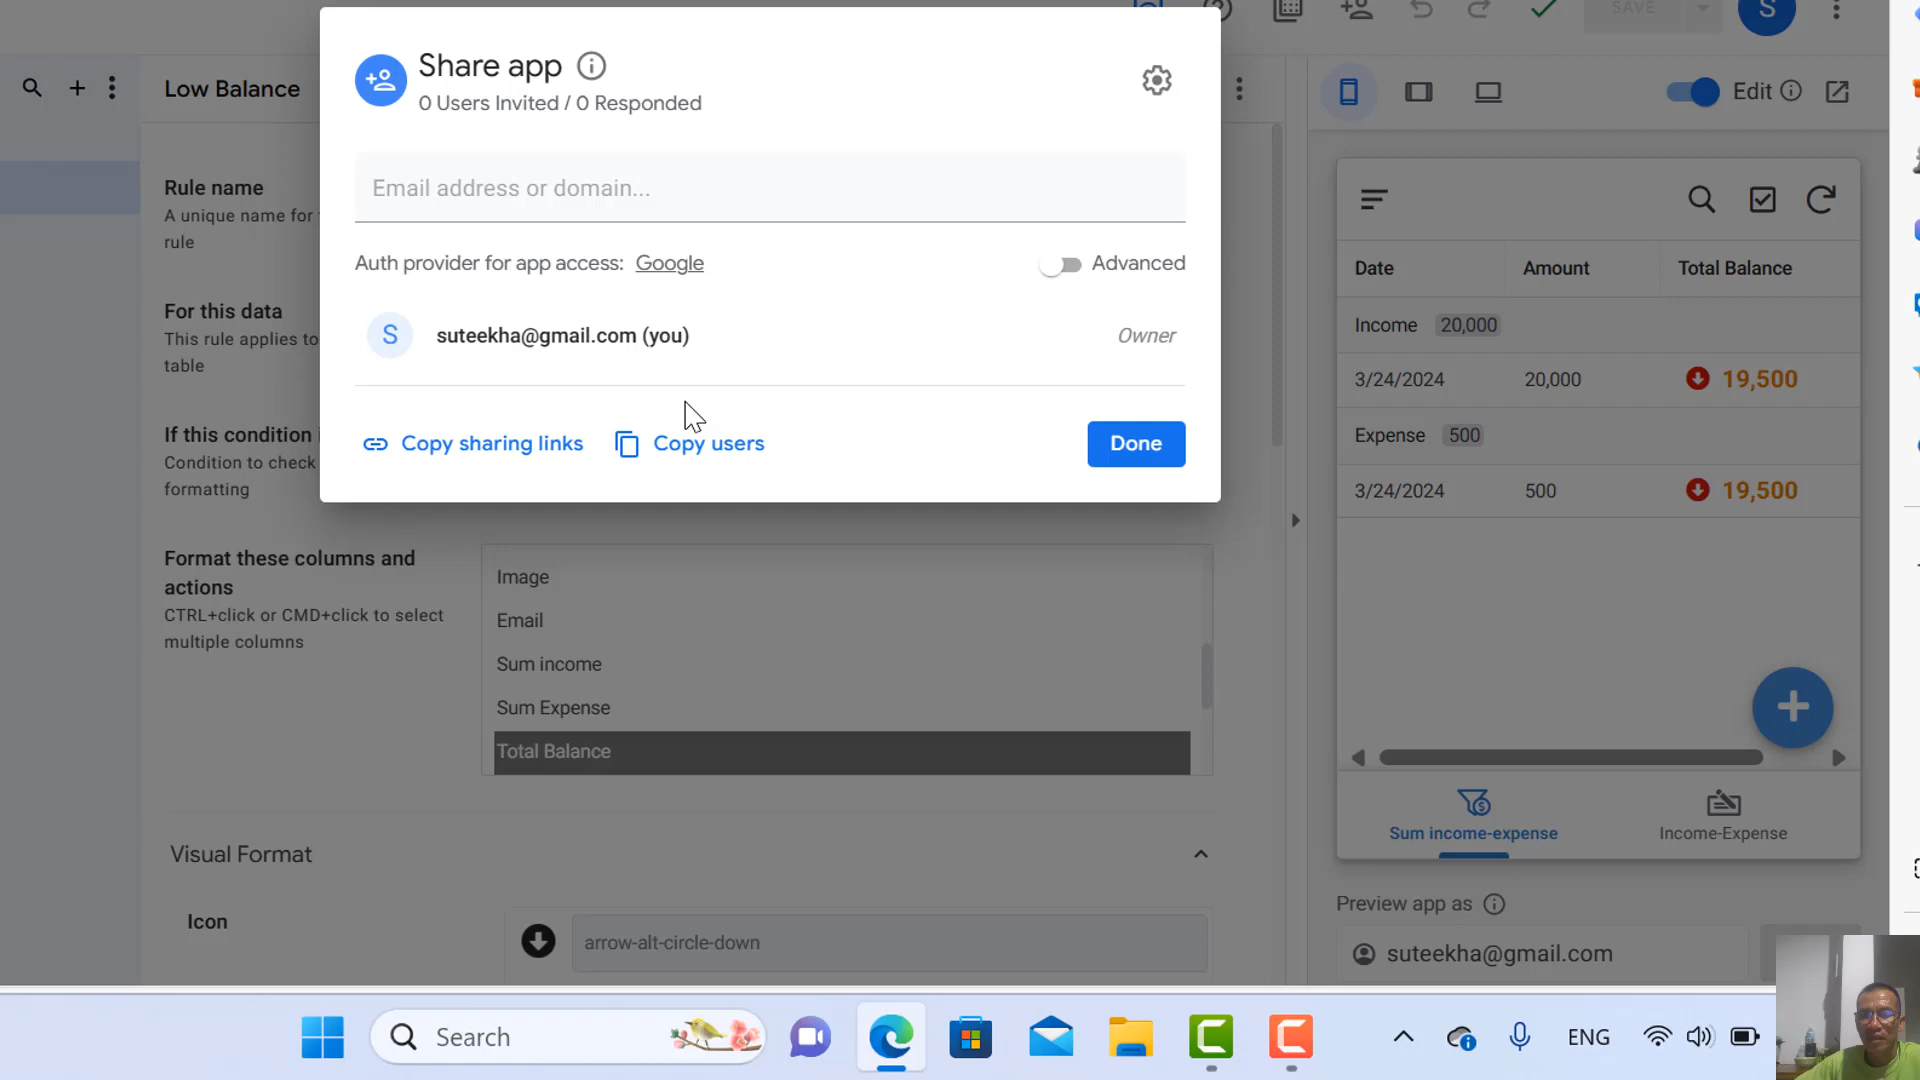 SAVE
S
Share app
0 Users Invited / 0 Responded
Low Balance
Edit
Email address or domain...
Rule name
A unique name for
rule
Auth provider for app access: Google
Advanced
Date
Amount
Total Balance
For this data
This rule applies to
table
S
suteekha@gmail.com (you)
Owner
Income 20,000
3/24/2024
20,000
19,500
If this condition i
Condition to check
formatting
Copy sharing links
Copy users
Done
Expense 500
3/24/2024
500
19,500
Format these columns and
actions
CTRL+click or CMD+click to select
multiple columns
Image
Email
Sum income
Sum Expense
Total Balance
Sum income-expense
Income-Expense
Visual Format
Icon
arrow-alt-circle-down
Preview app as
suteekha@gmail.com
Search
ENG